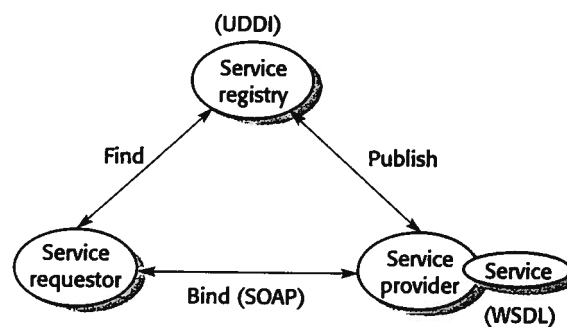 (UDDI)
Service
registry
Find
Publish
Service
requestor
Bind (SOAP)
Service
provider
Service
(WSDL)